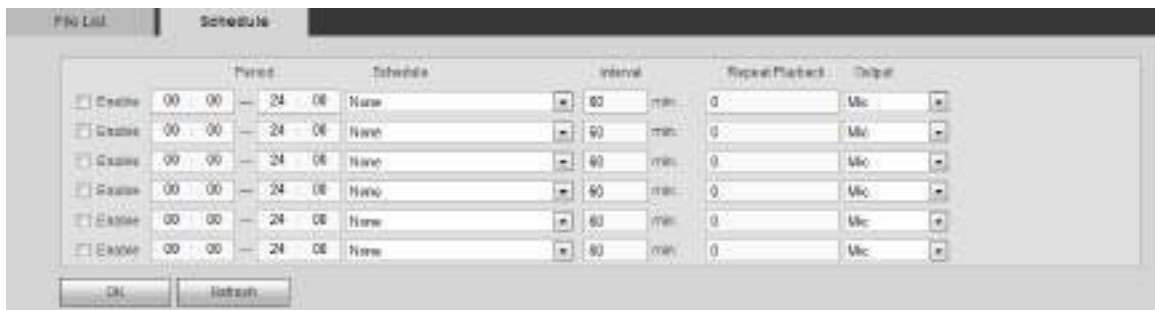 File List Schedule
Period Schedule Interval Repeat Playback Output
Enable 00 : 00 — 24 : 00 None 60 min. 0 Mic
Enable 00 : 00 — 24 : 00 None 60 min. 0 Mic
Enable 00 : 00 — 24 : 00 None 60 min. 0 Mic
Enable 00 : 00 — 24 : 00 None 60 min. 0 Mic
Enable 00 : 00 — 24 : 00 None 60 min. 0 Mic
Enable 00 : 00 — 24 : 00 None 60 min. 0 Mic
OK Refresh